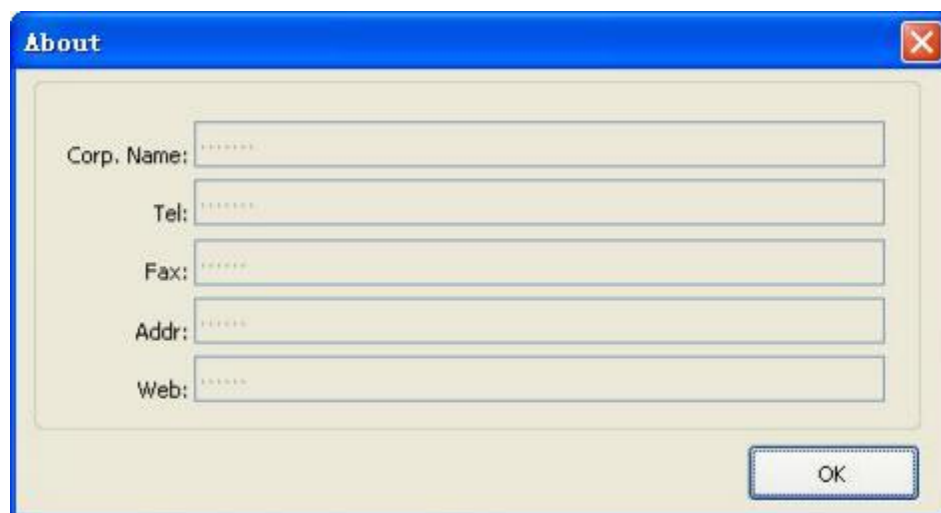 About
Corp. Name: .......
Tel: .......
Fax: ......
Addr: ......
Web: ......
OK